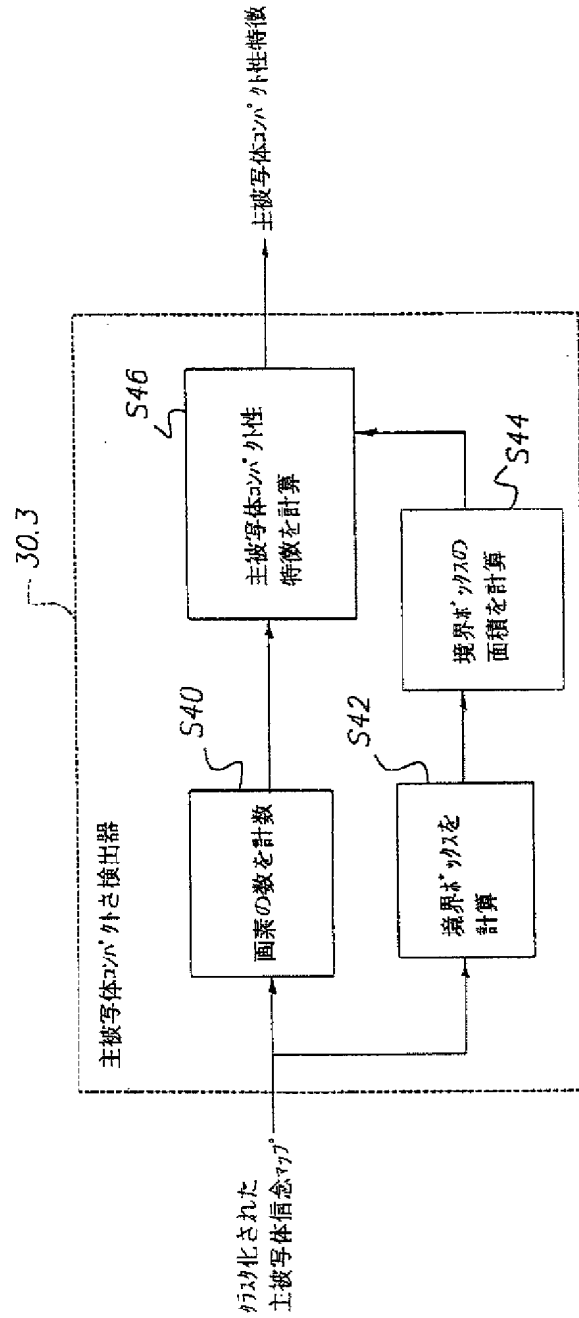 30.3
主被写体コンパクトさ検出器
クラスタ化された
主被写体信念マップ
S40
画素の数を計数
S42
境界ボックスを
計算
S44
境界ボックスの
面積を計算
S46
主被写体コンパクト性
特徴を計算
主被写体コンパクト性特徴